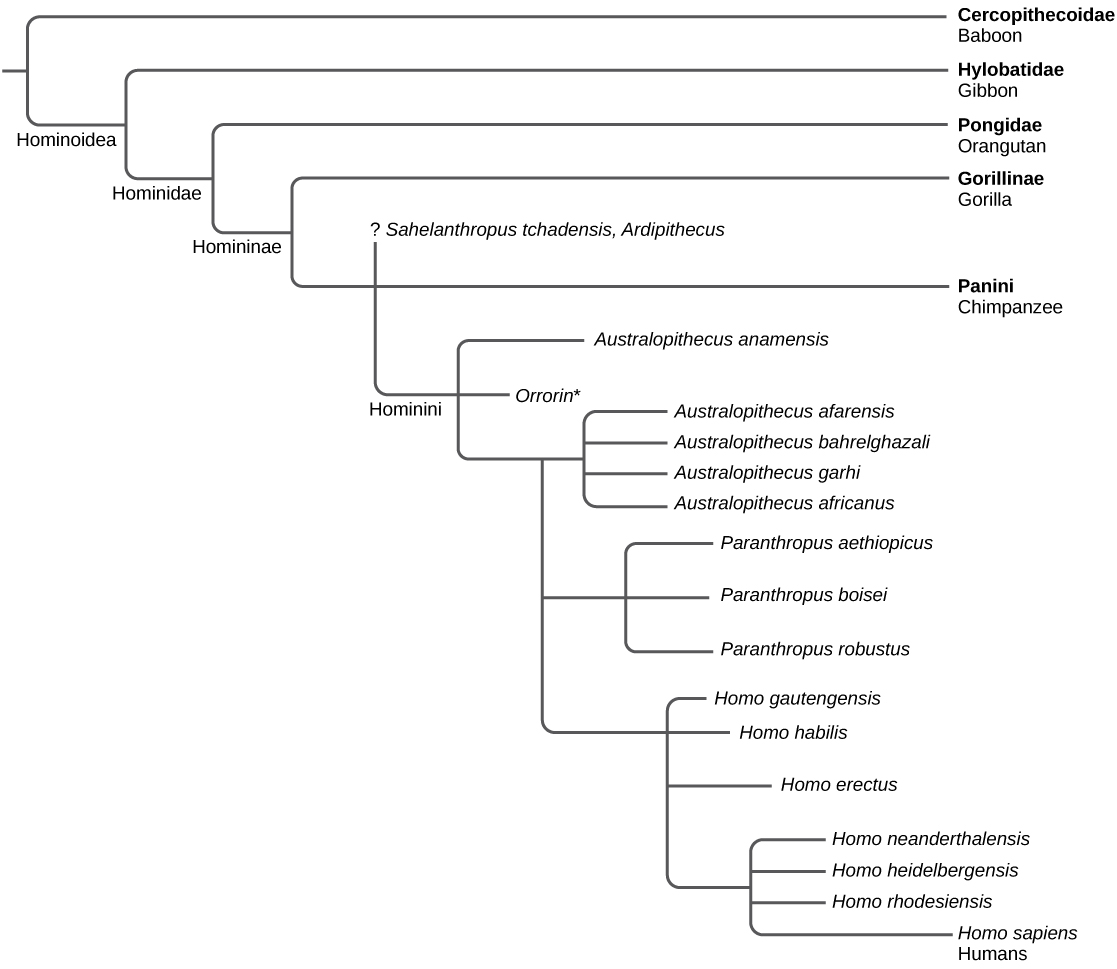 Cercopithecoidae
Baboon
Hylobatidae
Gibbon
Hominoidea
Pongidae
Orangutan
Hominidae
Gorillinae
Gorilla
? Sahelanthropus tchadensis, Ardipithecus
Homininae
Panini
Chimpanzee
Australopithecus anamensis
Orrorin*
Hominini
Australopithecus afarensis
Australopithecus bahrelghazali
Australopithecus garhi
Australopithecus africanus
Paranthropus aethiopicus
Paranthropus boisei
Paranthropus robustus
Homo gautengensis
Homo habilis
Homo erectus
Homo neanderthalensis
Homo heidelbergensis
Homo rhodesiensis
Homo sapiens
Humans